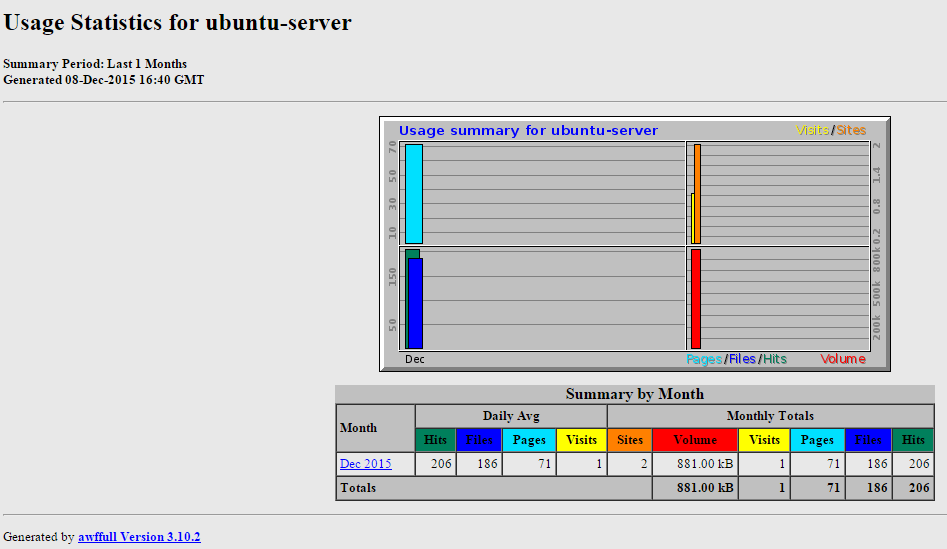 Usage Statistics for ubuntu-server
Summary Period: Last 1 Months
Generated 08-Dec-2015 16:40 GMT
Usage summary for ubuntu-server Visits/Sites
70 50 30 10
2 1.4 0.8 0.2
150 50
800k 500k 200k
Dec Pages/Files/Hits Volume
Summary by Month
Month Daily Avg Monthly Totals
Hits Files Pages Visits Sites Volume Visits Pages Files Hits
Dec 2015 206 186 71 1 2 881.00 kB 1 71 186 206
Totals 881.00 kB 1 71 186 206
Generated by awffull Version 3.10.2